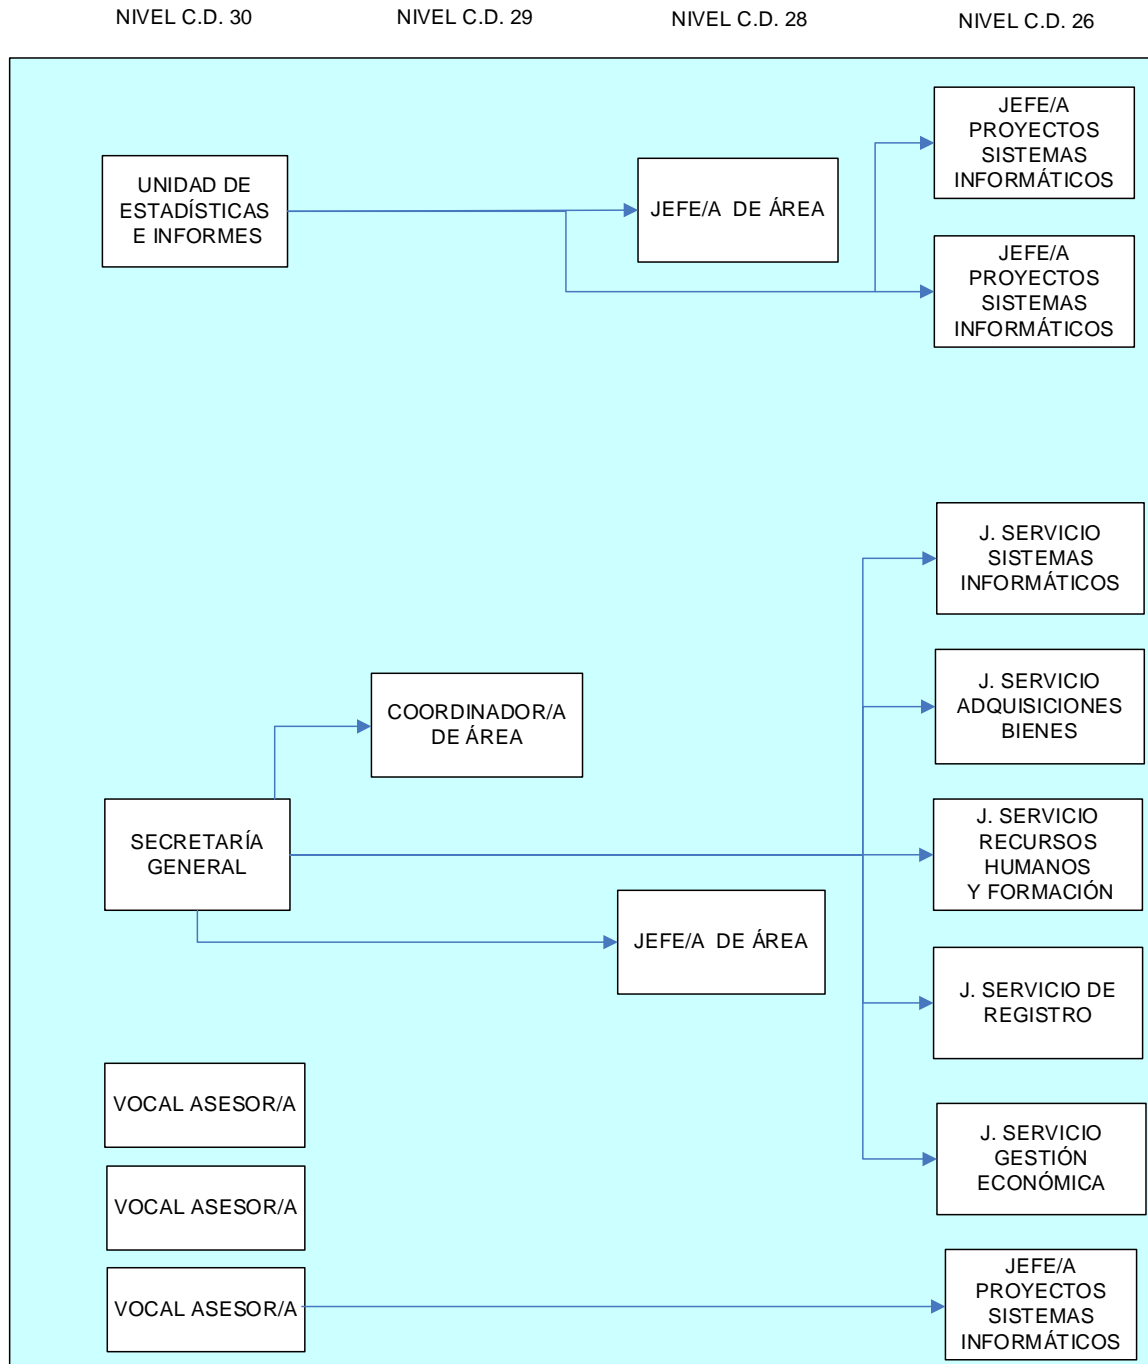 NIVEL C.D. 30
NIVEL C.D. 29
NIVEL C.D. 28
NIVEL C.D. 26
JEFE/A
PROYECTOS
SISTEMAS
INFORMÁTICOS
UNIDAD DE
ESTADÍSTICAS
E INFORMES
JEFE/A DE ÁREA
JEFE/A
PROYECTOS
SISTEMAS
INFORMÁTICOS
J. SERVICIO
SISTEMAS
INFORMÁTICOS
J. SERVICIO
ADQUISICIONES
BIENES
COORDINADOR/A
DE ÁREA
SECRETARÍA
GENERAL
J. SERVICIO
RECURSOS
HUMANOS
Y FORMACIÓN
JEFE/A DE ÁREA
J. SERVICIO DE
REGISTRO
VOCAL ASESOR/A
J. SERVICIO
GESTIÓN
ECONÓMICA
VOCAL ASESOR/A
VOCAL ASESOR/A
JEFE/A
PROYECTOS
SISTEMAS
INFORMÁTICOS